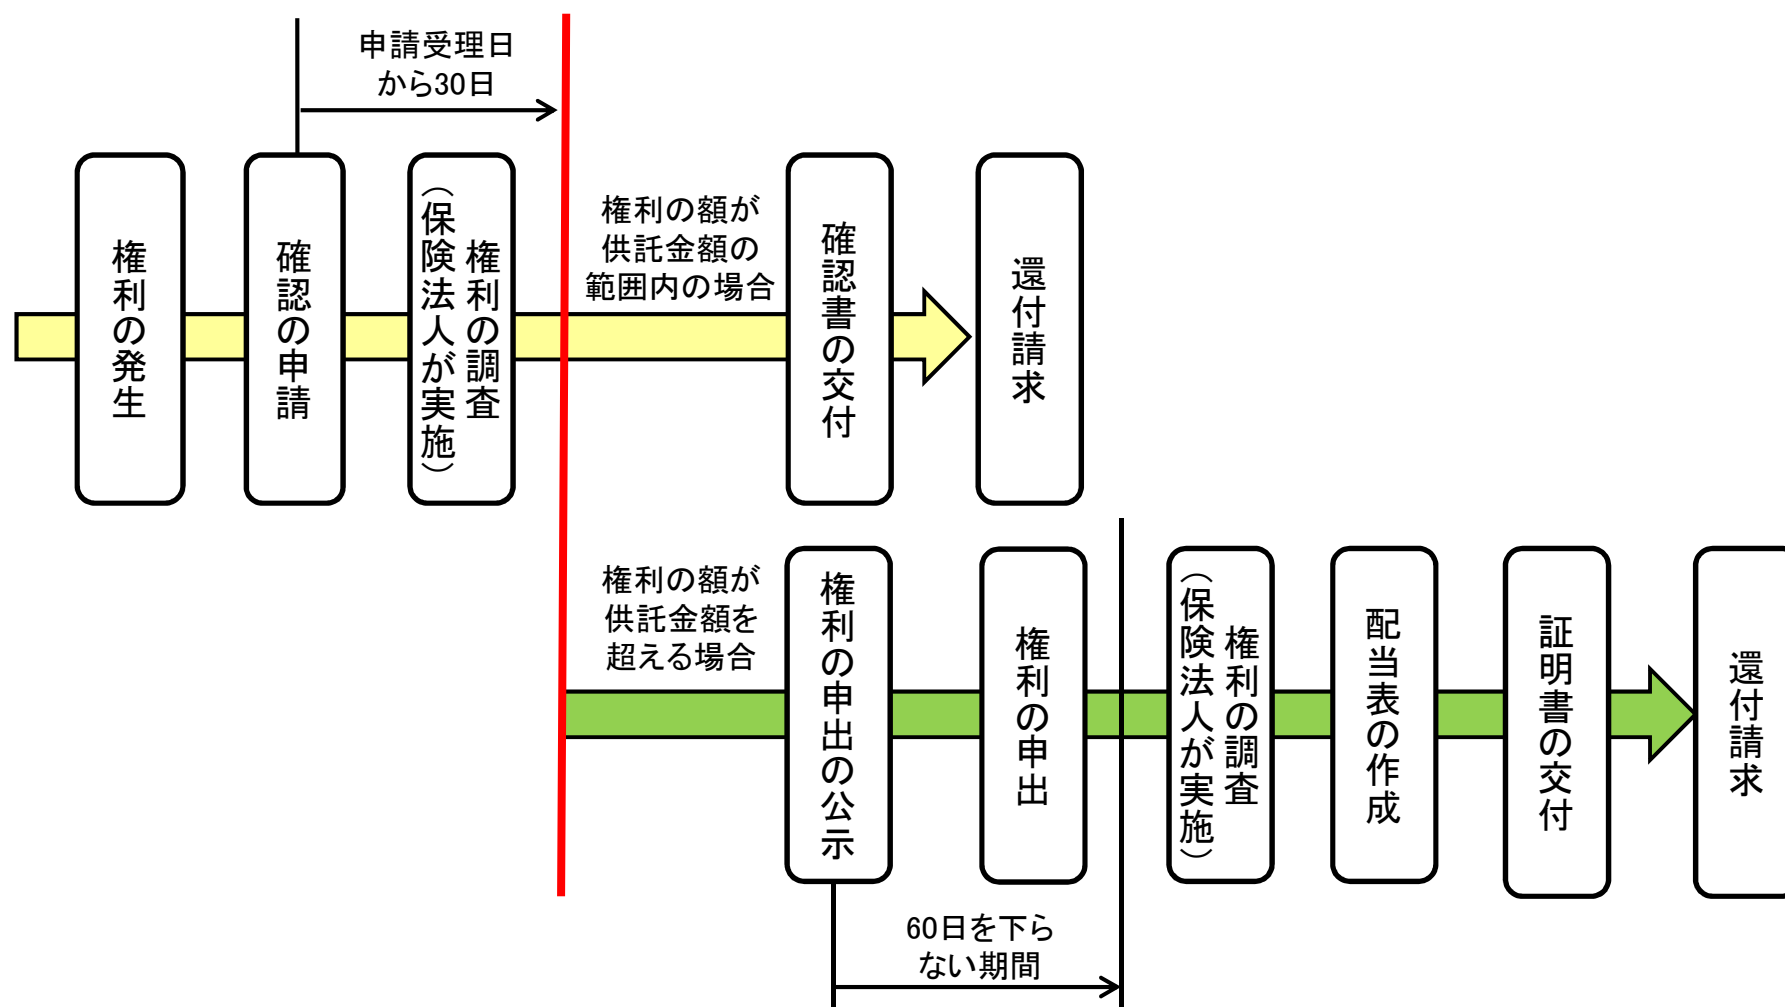 申請受理日
から30日
権利の発生
確認の申請
権利の調査
（保険法人が実施）
権利の額が
供託金額の
範囲内の場合
確認書の交付
還付請求
権利の額が
供託金額を
超える場合
権利の申出の公示
権利の申出
権利の調査
（保険法人が実施）
配当表の作成
証明書の交付
還付請求
60日を下ら
ない期間